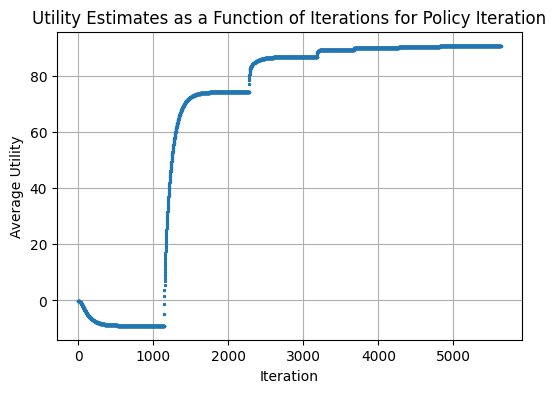 Utility Estimates as a Function of Iterations for Policy Iteration
Average Utility
80
60
40
20
0
0 1000 2000 3000 4000 5000
Iteration